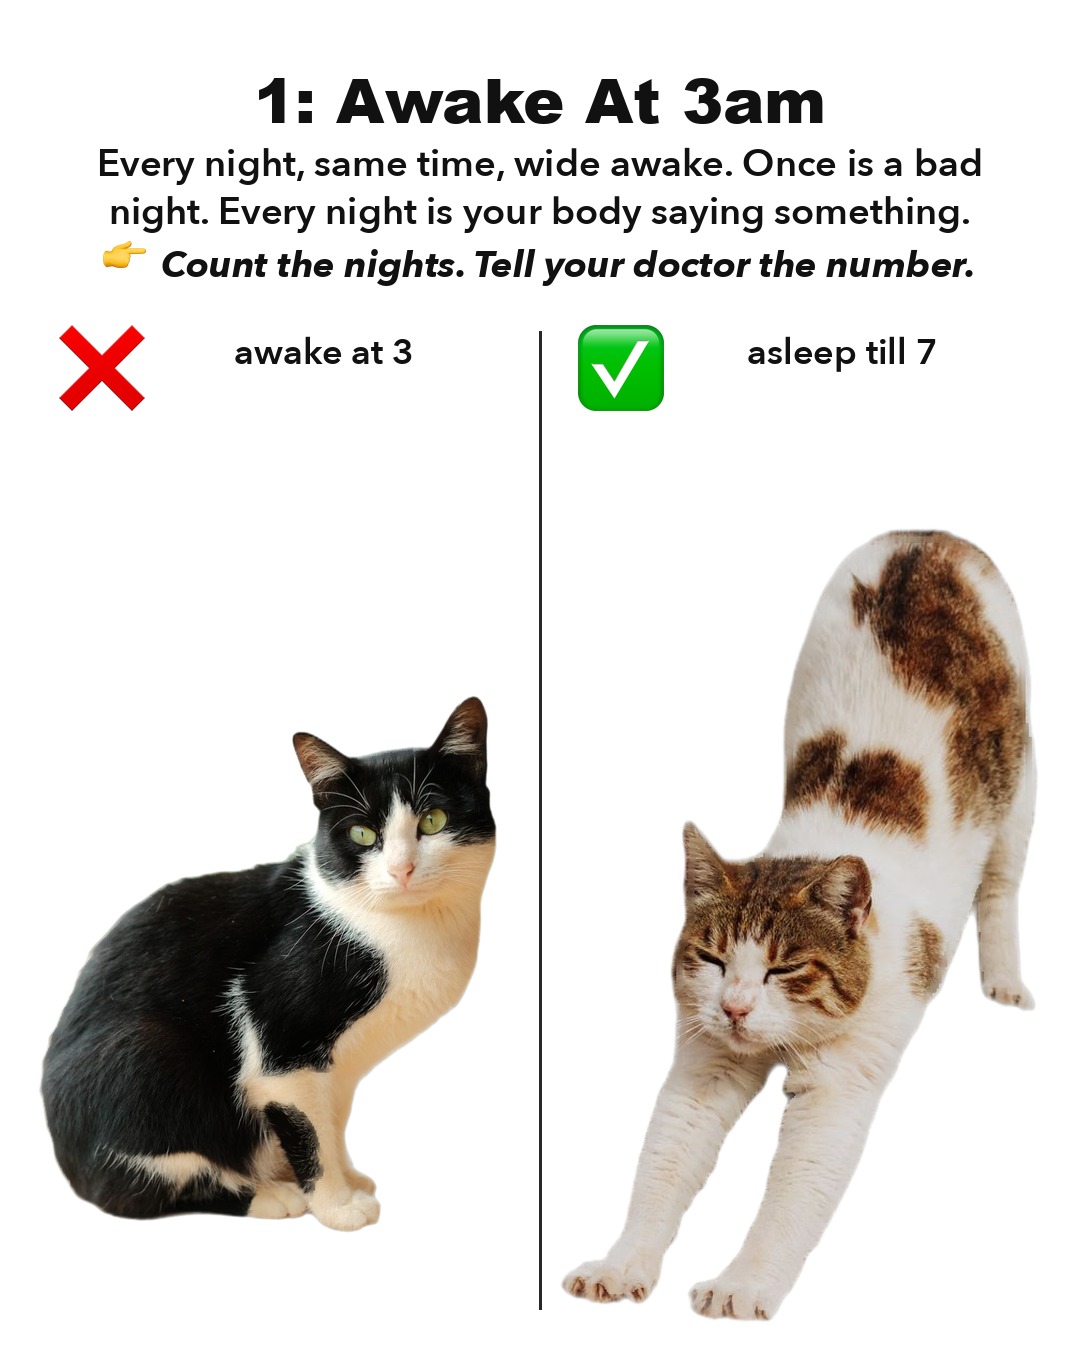 1: Awake At 3am
Every night, same time, wide awake. Once is a bad
night. Every night is your body saying something.
👉 Count the nights. Tell your doctor the number.
❌ awake at 3
✅ asleep till 7